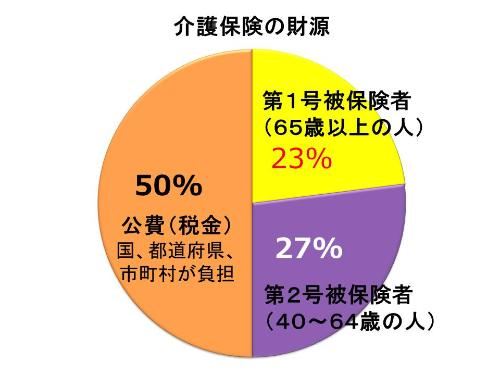 介護保険の財源
第１号被保険者
（６５歳以上の人）
23%
50%
公費（税金）
国、都道府県、
市町村が負担
27%
第２号被保険者
（４０～６４歳の人）